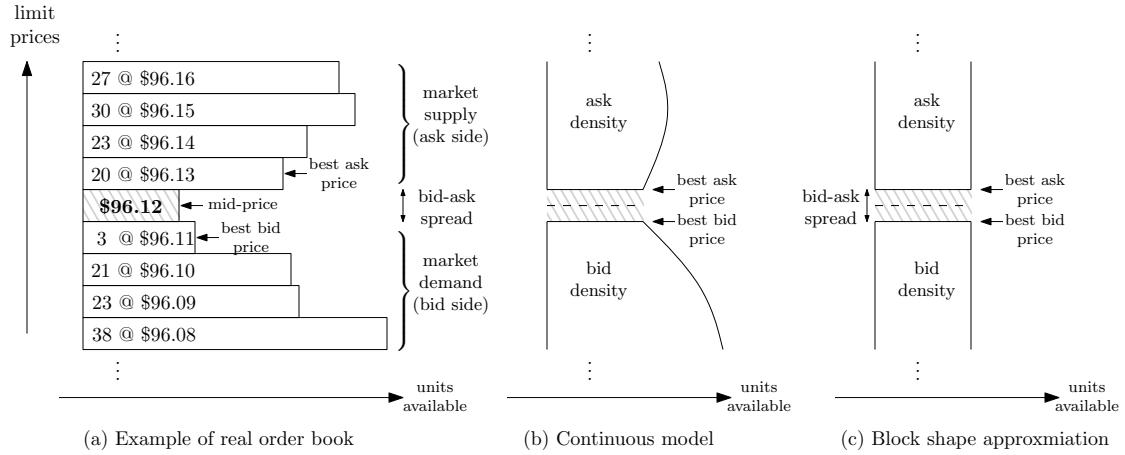 limit
prices
⋮
27 @ $96.16
30 @ $96.15
23 @ $96.14
20 @ $96.13
$96.12
3 @ $96.11
21 @ $96.10
23 @ $96.09
38 @ $96.08
⋮
market
supply
(ask side)
best ask
price
mid-price
bid-ask
spread
best bid
price
market
demand
(bid side)
units
available
(a) Example of real order book
⋮
ask
density
best ask
price
best bid
price
bid
density
⋮
units
available
(b) Continuous model
⋮
ask
density
bid-ask
spread
best ask
price
best bid
price
bid
density
⋮
units
available
(c) Block shape approxmiation